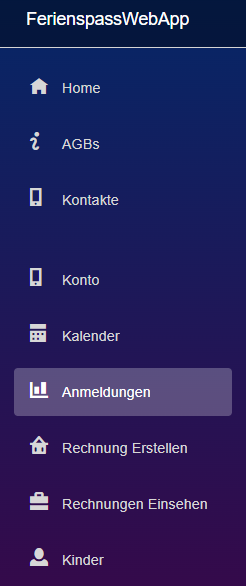 FerienspassWebApp
Home
AGBs
Kontakte
Konto
Kalender
Anmeldungen
Rechnung Erstellen
Rechnungen Einsehen
Kinder